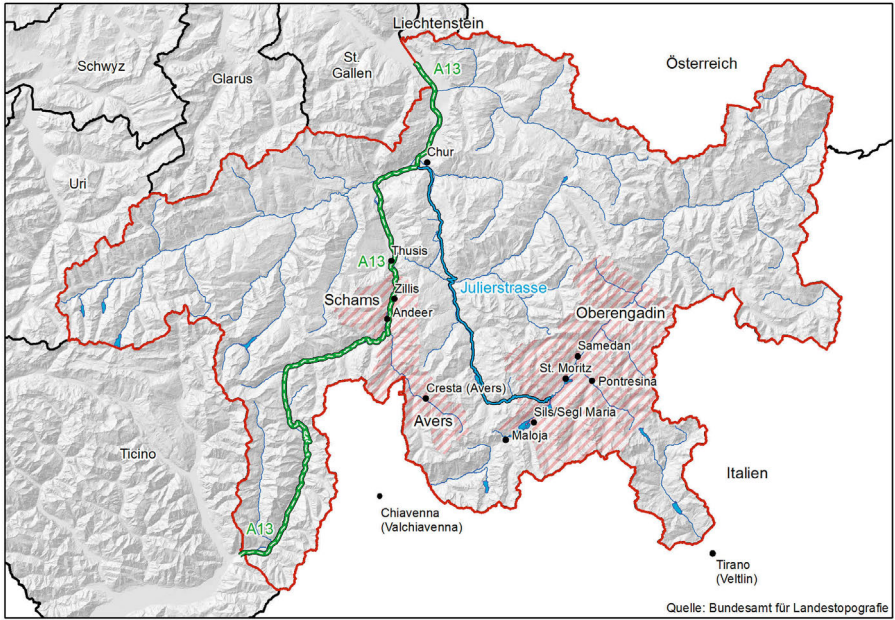 Liechtenstein
Schwyz
St.
Gallen
Glarus
A13
Österreich
Uri
Chur
Thusis
A13
Julierstrasse
Zillis
Schams
Andeer
Oberengadin
Samedan
St. Moritz
Pontresina
Cresta (Avers)
Avers
Sils/Segl Maria
Maloja
Ticino
Italien
Chiavenna
(Valchiavenna)
A13
Tirano
(Veltlin)
Quelle: Bundesamt für Landestopografie